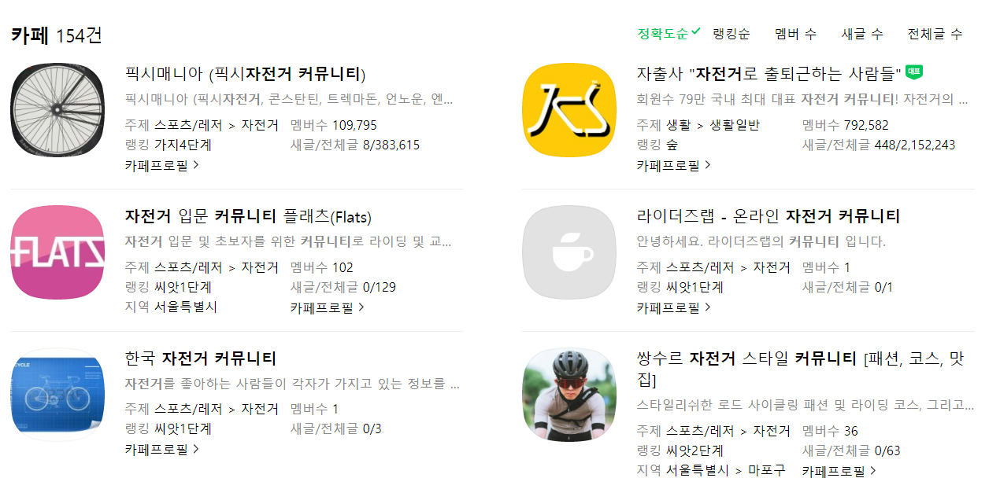 카페 154건
정확도순 랭킹순 멤버 수 새글 수 전체글 수
픽시매니아 (픽시자전거 커뮤니티)
픽시매니아 (픽시자전거, 콘스탄틴, 트렉마돈, 언노운, 엔...
주제 스포츠/레저 > 자전거 멤버수 109,795
랭킹 가지4단계 새글/전체글 8/383,615
카페프로필 >
자출사 "자전거로 출퇴근하는 사람들" 대표
회원수 79만 국내 최대 대표 자전거 커뮤니티! 자전거의 ...
주제 생활 > 생활일반 멤버수 792,582
랭킹 숲 새글/전체글 448/2,152,243
카페프로필 >
FLATS
자전거 입문 커뮤니티 플래츠(Flats)
자전거 입문 및 초보자를 위한 커뮤니티로 라이딩 및 교...
주제 스포츠/레저 > 자전거 멤버수 102
랭킹 씨앗1단계 새글/전체글 0/129
지역 서울특별시 카페프로필 >
라이더즈랩 - 온라인 자전거 커뮤니티
안녕하세요. 라이더즈랩의 커뮤니티 입니다.
주제 스포츠/레저 > 자전거 멤버수 1
랭킹 씨앗1단계 새글/전체글 0/1
카페프로필 >
한국 자전거 커뮤니티
자전거를 좋아하는 사람들이 각자가 가지고 있는 정보를 ...
주제 스포츠/레저 > 자전거 멤버수 1
랭킹 씨앗1단계 새글/전체글 0/3
카페프로필 >
쌍수르 자전거 스타일 커뮤니티 [패션, 코스, 맛
집]
스타일리쉬한 로드 사이클링 패션 및 라이딩 코스, 그리고...
주제 스포츠/레저 > 자전거 멤버수 36
랭킹 씨앗2단계 새글/전체글 0/63
지역 서울특별시 > 마포구 카페프로필 >